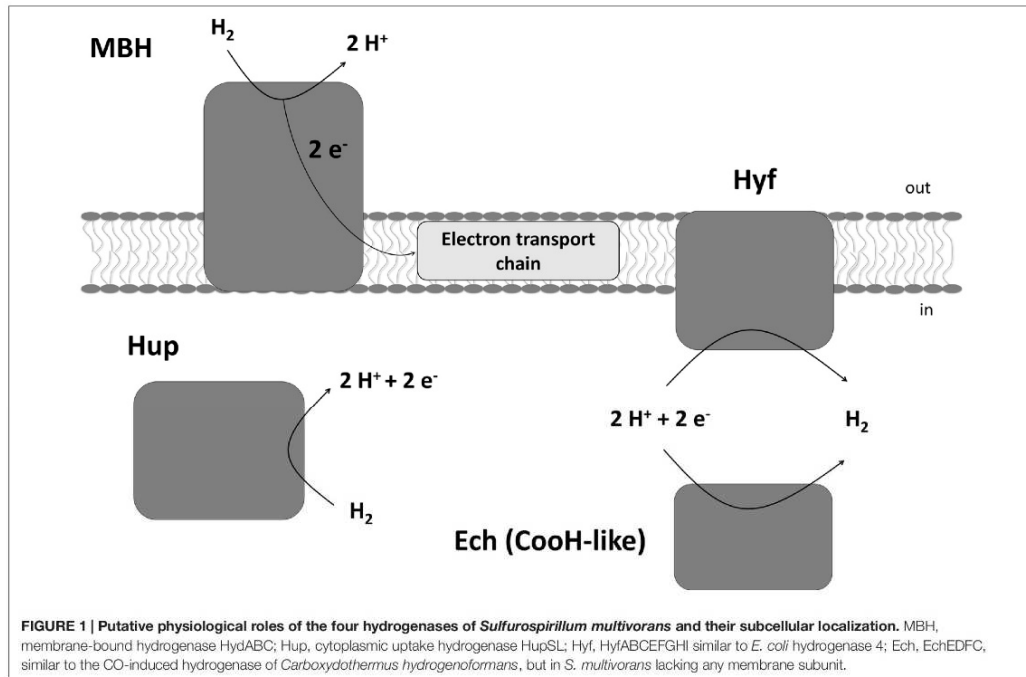 MBH
H₂
2 H⁺
2 e⁻
Hyf
out
Electron transport
chain
in
Hup
2 H⁺ + 2 e⁻
H₂
2 H⁺ + 2 e⁻
H₂
Ech (CooH-like)
FIGURE 1 | Putative physiological roles of the four hydrogenases of Sulfurospirillum multivorans and their subcellular localization. MBH,
membrane-bound hydrogenase HydABC; Hup, cytoplasmic uptake hydrogenase HupSL; Hyf, HyfABCEFGHI similar to E. coli hydrogenase 4; Ech, EchEDFC,
similar to the CO-induced hydrogenase of Carboxydothermus hydrogenoformans, but in S. multivorans lacking any membrane subunit.